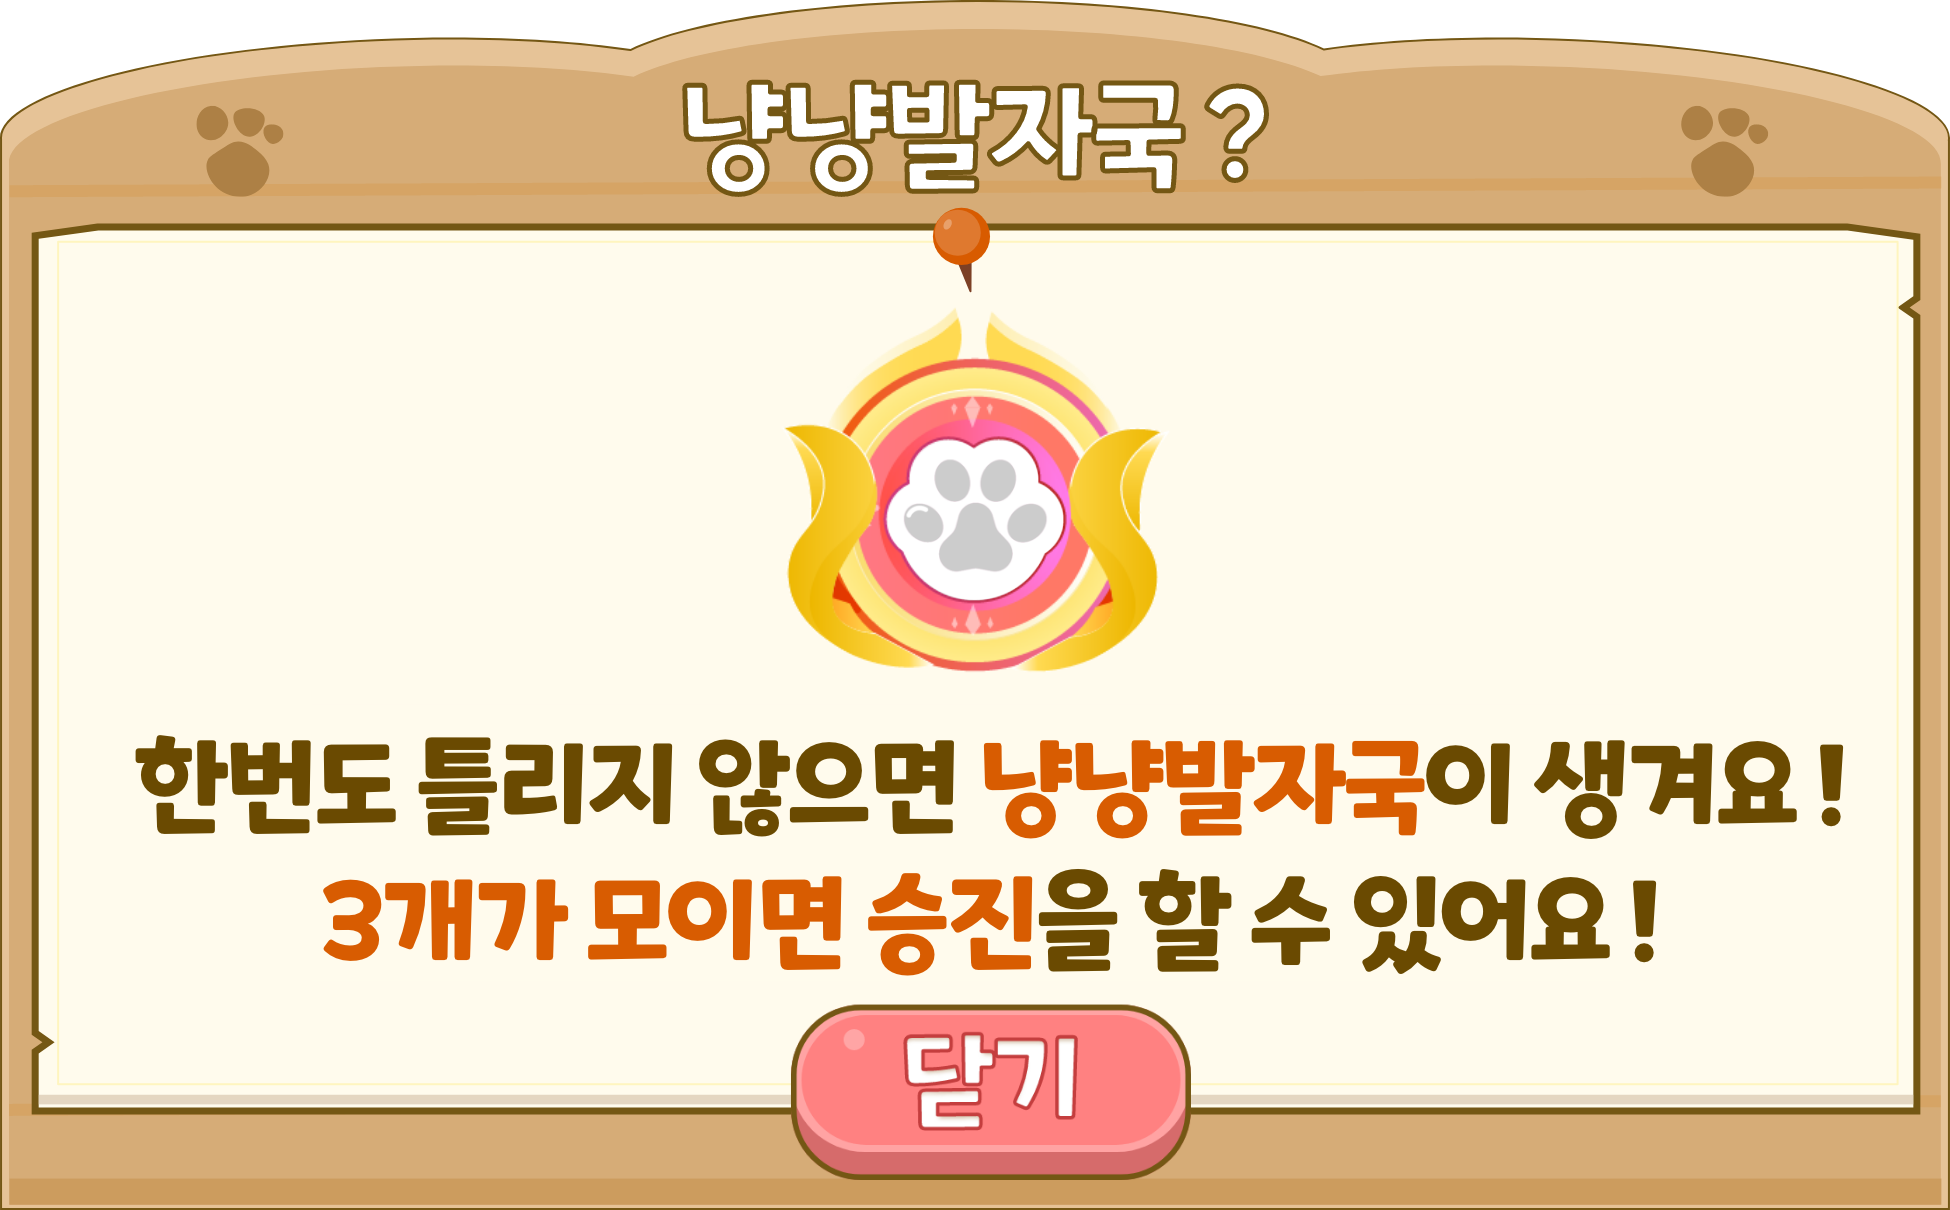 냥냥발자국?
한번도 틀리지 않으면 냥냥발자국이 생겨요!
3개가 모이면 승진을 할 수 있어요!
닫기